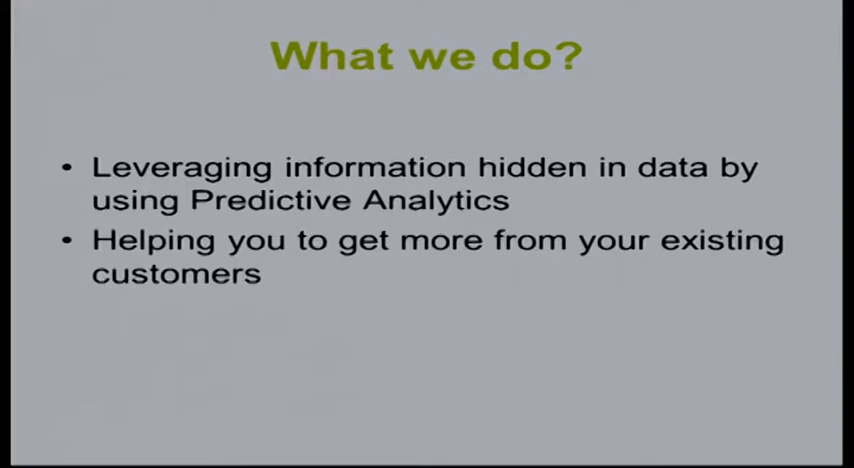 What we do?
• Leveraging information hidden in data by
using Predictive Analytics
• Helping you to get more from your existing
customers